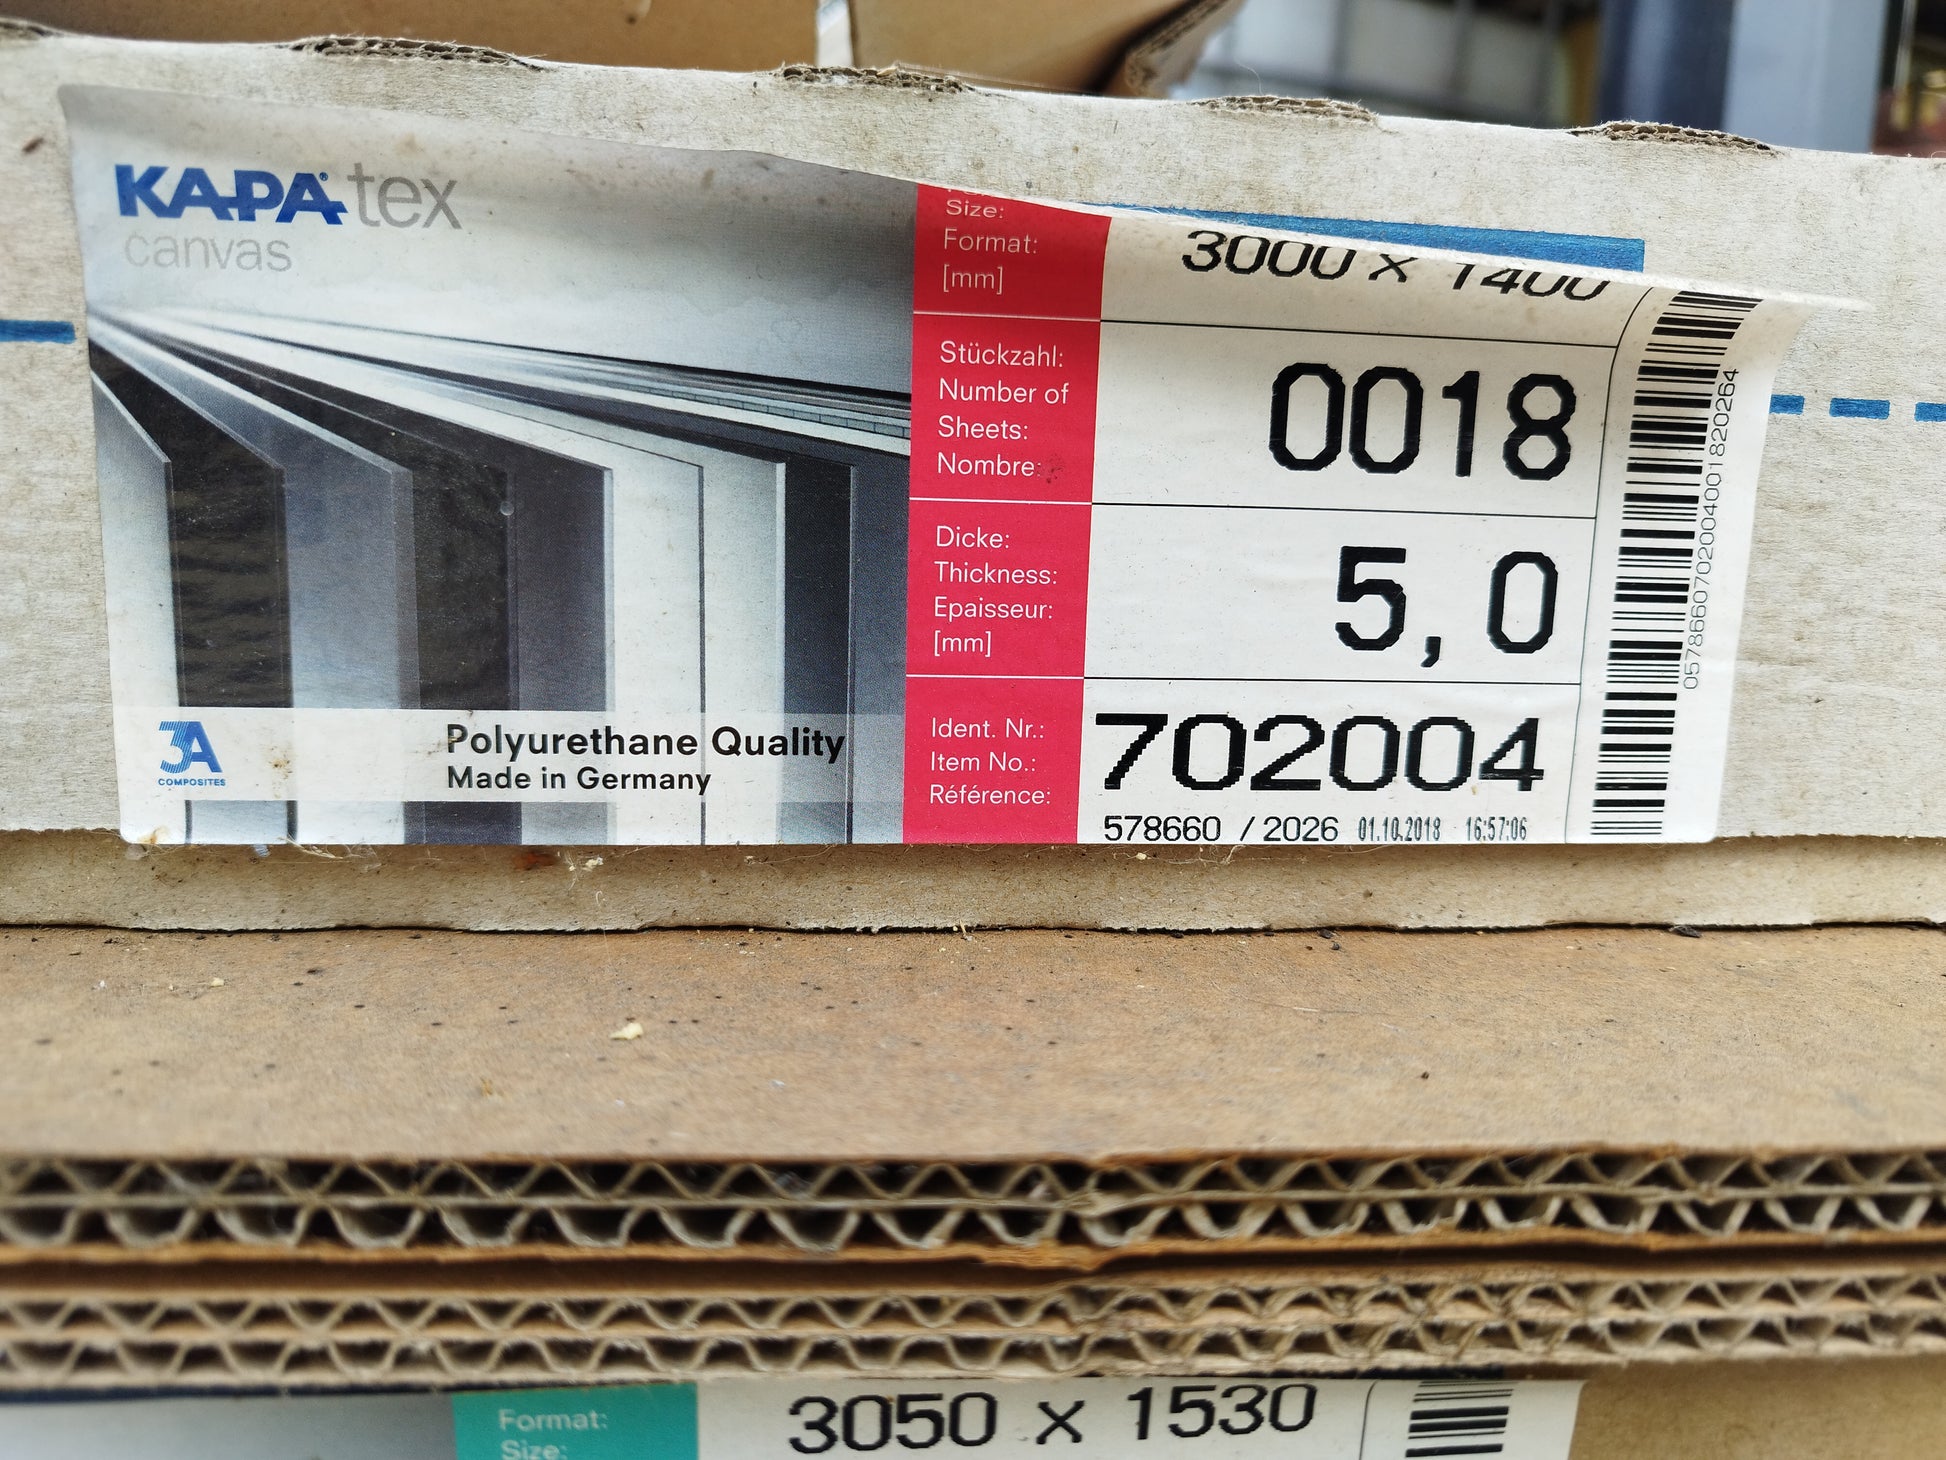 KAPA® tex
canvas
3A
COMPOSITES
Polyurethane Quality
Made in Germany
Size:
Format:
[mm]
3000 x 1400
Stückzahl:
Number of
Sheets:
Nombre:
0018
Dicke:
Thickness:
Epaisseur:
[mm]
5,0
Ident. Nr.:
Item No.:
Référence:
702004
578660 / 2026 01.10.2018 16:57:06
0578660702004001820264
Format:
Size:
3050 x 1530